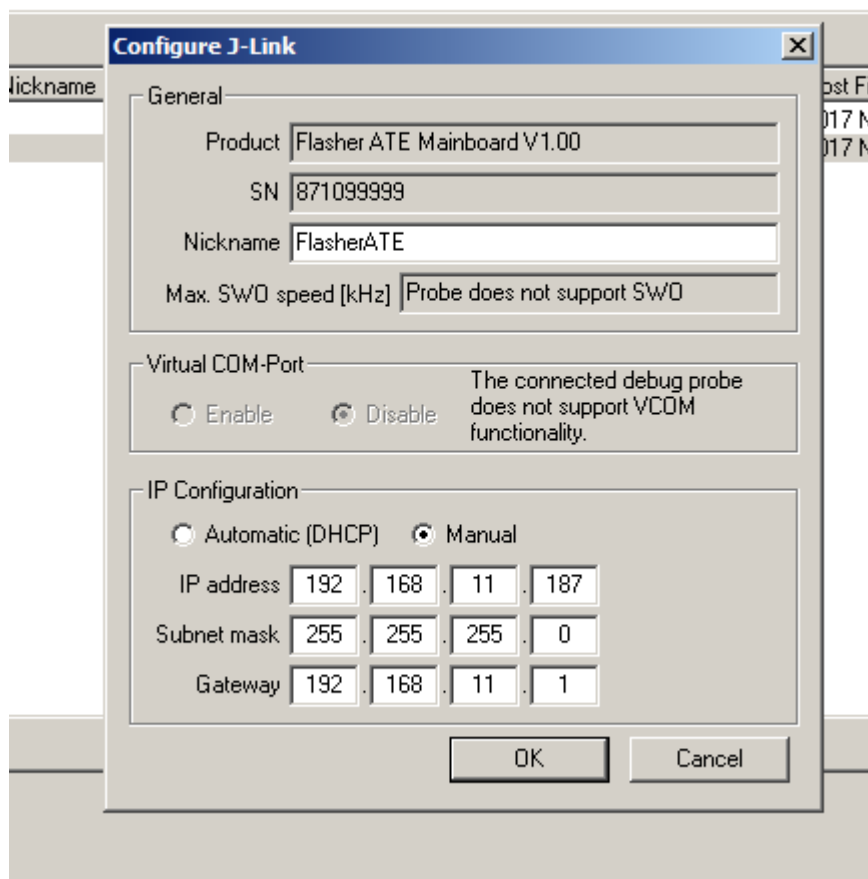 Configure J-Link
Nickname
General
Product Flasher ATE Mainboard V1.00
SN 871099999
Nickname FlasherATE
Max. SWO speed [kHz] Probe does not support SWO
Virtual COM-Port
Enable Disable
The connected debug probe
does not support VCOM
functionality.
IP Configuration
Automatic (DHCP) Manual
IP address 192 . 168 . 11 . 187
Subnet mask 255 . 255 . 255 . 0
Gateway 192 . 168 . 11 . 1
OK Cancel